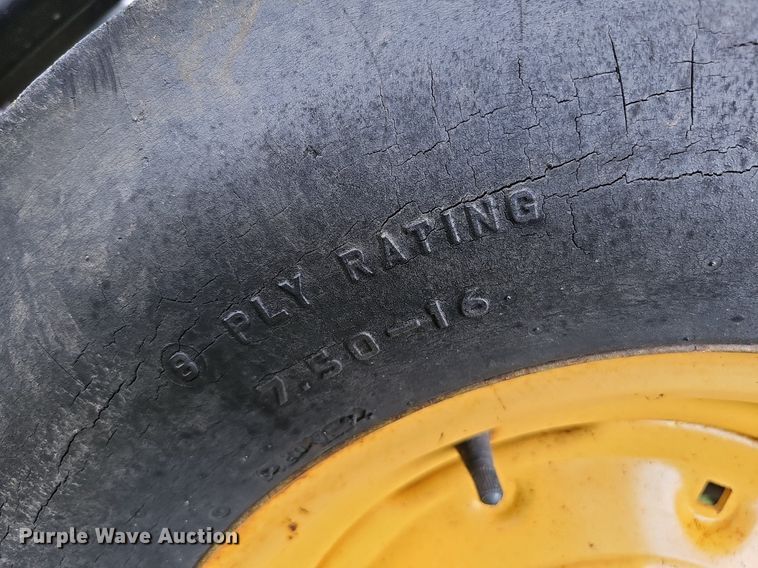 8 PLY RATING
7.50-16
Purple Wave Auction